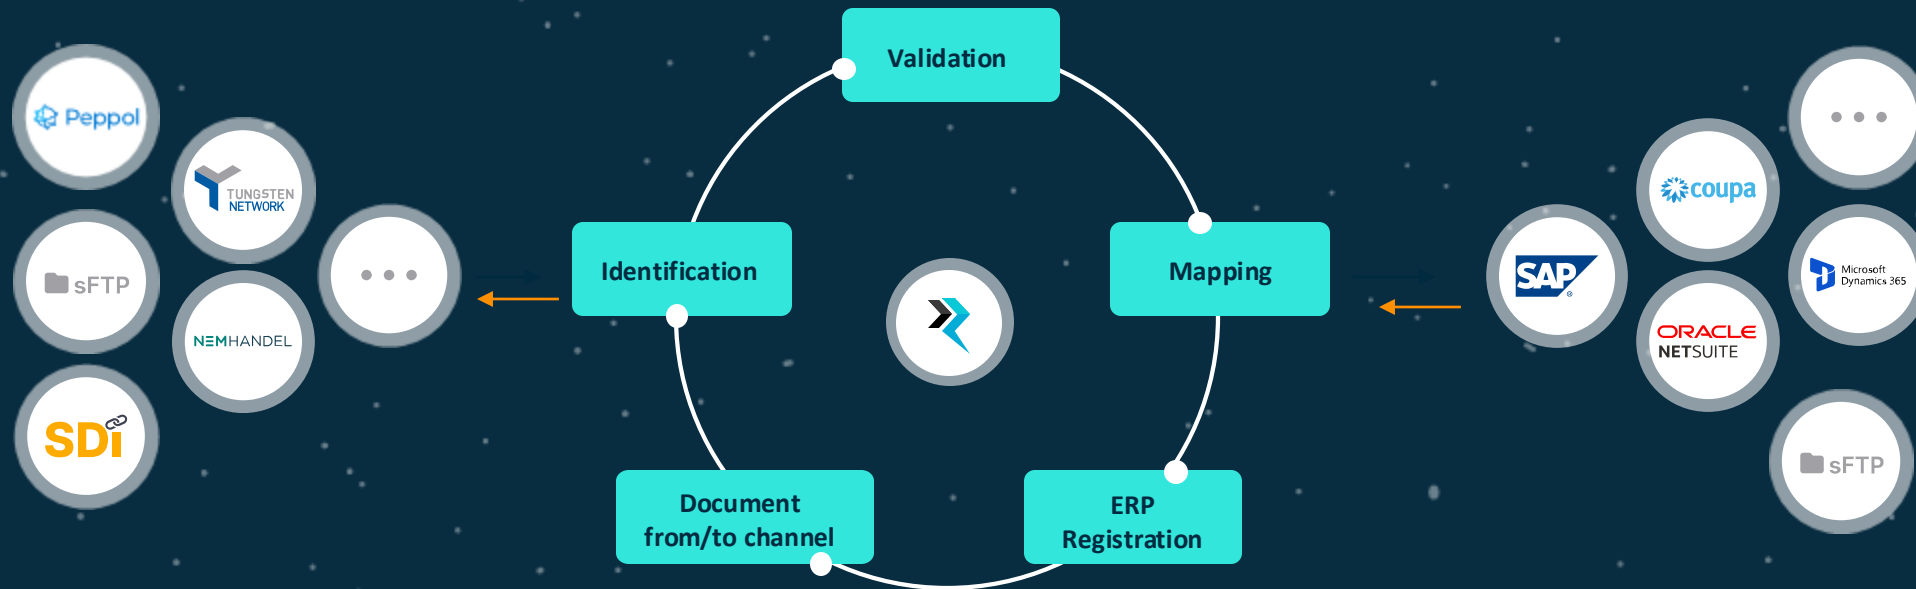 Peppol
TUNGSTEN
NETWORK
sFTP
NEMHANDEL
SDi
Validation
Identification
Mapping
Document
from/to channel
ERP
Registration
coupa
SAP
®
Microsoft
Dynamics 365
ORACLE
NETSUITE
sFTP